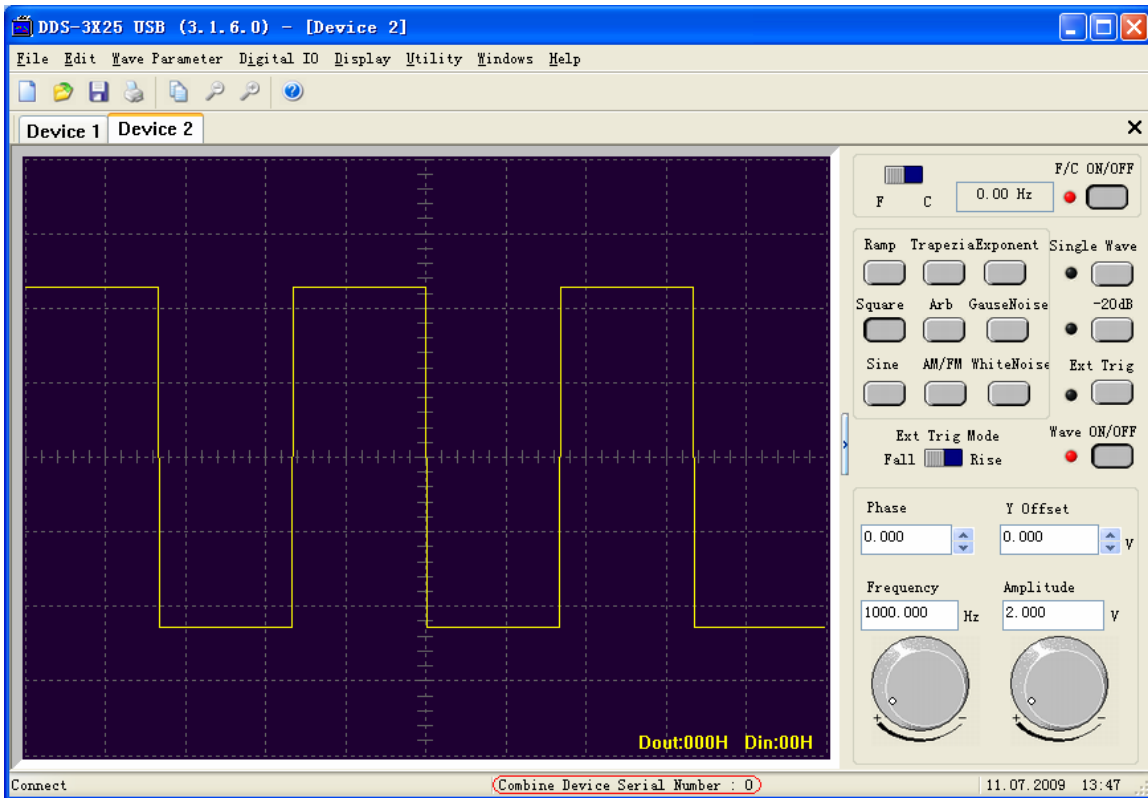 DDS-3X25 USB (3.1.6.0) - [Device 2]
File Edit Wave Parameter Digital IO Display Utility Windows Help
Device 1 Device 2
F/C ON/OFF
F C 0.00 Hz
Ramp Trapezia Exponent Single Wave
Square Arb GauseNoise -20dB
Sine AM/FM WhiteNoise Ext Trig
Ext Trig Mode Wave ON/OFF
Fall Rise
Phase Y Offset
0.000 0.000 V
Frequency Amplitude
1000.000 Hz 2.000 V
+ - + -
Dout:000H Din:00H
Connect Combine Device Serial Number : 0 11.07.2009 13:47